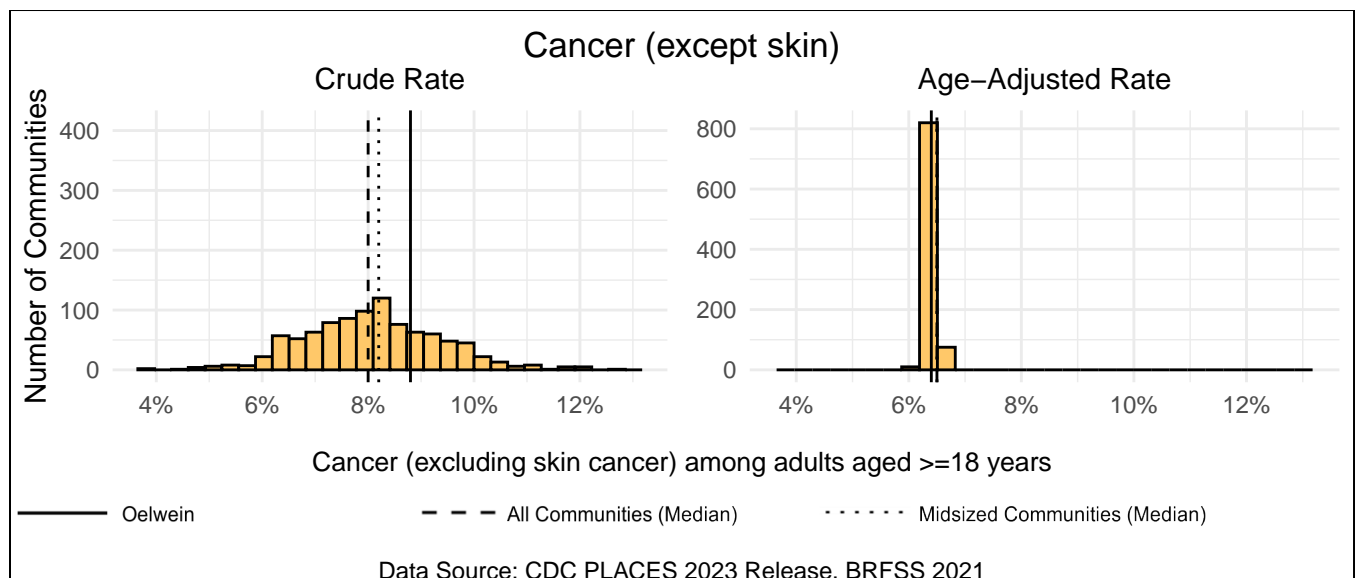 Cancer (except skin)
Crude Rate
Age−Adjusted Rate
Number of Communities
400
300
200
100
0
4%
6%
8%
10%
12%
800
600
400
200
0
4%
6%
8%
10%
12%
Cancer (excluding skin cancer) among adults aged >=18 years
Oelwein
All Communities (Median)
Midsized Communities (Median)
Data Source: CDC PLACES 2023 Release, BRFSS 2021